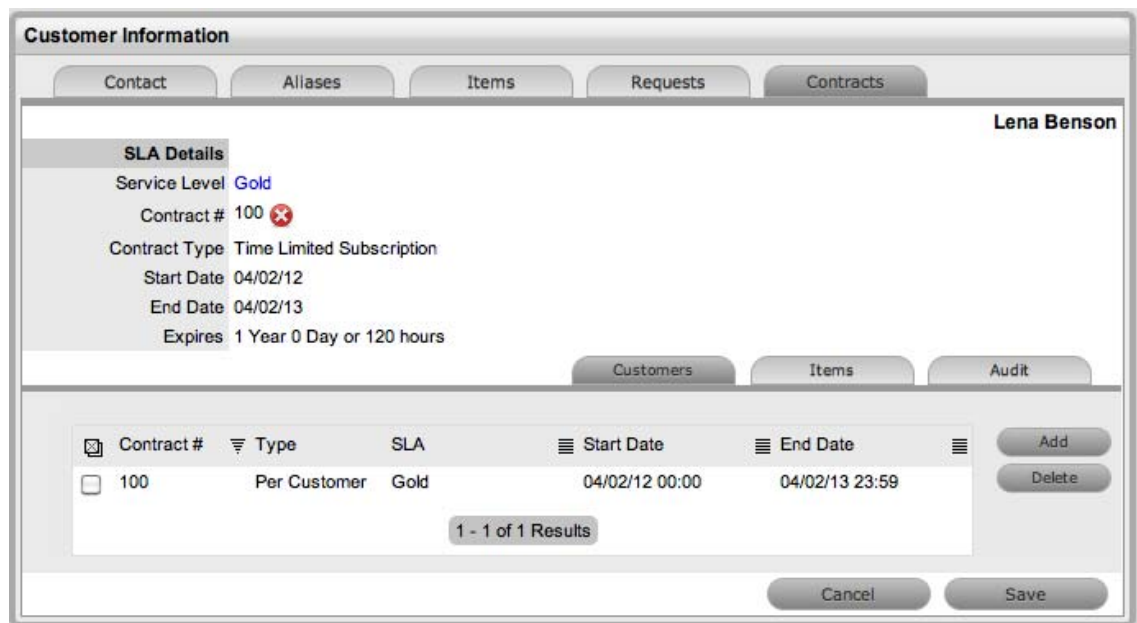 Customer Information
Contact Aliases Items Requests Contracts
Lena Benson
SLA Details
Service Level Gold
Contract # 100
Contract Type Time Limited Subscription
Start Date 04/02/12
End Date 04/02/13
Expires 1 Year 0 Day or 120 hours
Customers Items Audit
Contract # Type SLA Start Date End Date Add
100 Per Customer Gold 04/02/12 00:00 04/02/13 23:59 Delete
1 - 1 of 1 Results
Cancel Save